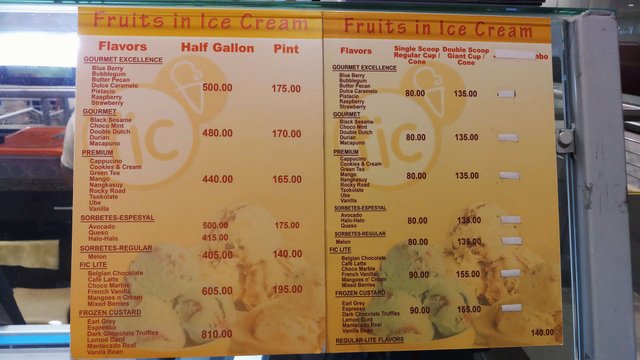 Fruits in Ice Cream
Flavors Half Gallon Pint
GOURMET EXCELLENCE
Blue Berry
Bubblegum
Butter Pecan
Dulce Caramelo 500.00 175.00
Pistacio
Raspberry
Strawberry
GOURMET
Black Sesame
Choco Mint
Double Dutch 480.00 170.00
Durian
Macapuno
PREMIUM
Cappucino
Cookies & Cream
Green Tea
Mango 440.00 165.00
Nangkasuy
Rocky Road
Tsokolate
Ube
Vanilla
SORBETES-ESPESYAL
Avocado 500.00 175.00
Queso
Halo-Halo 415.00
SORBETES-REGULAR
Melon 405.00 140.00
FIC LITE
Belgian Chocolate
Café Latte
Choco Marble
French Vanilla 605.00 195.00
Mangoes n' Cream
Mixed Berries
FROZEN CUSTARD
Earl Grey
Espresso
Dark Chocolate Truffles 810.00
Lemon Curd
Mantecado Real
Vanila Bean
fic
Fruits in Ice Cream
Flavors Single Scoop Regular Cup / Cone Double Scoop Giant Cup / Cone
GOURMET EXCELLENCE
Blue Berry
Bubblegum
Butter Pecan
Dulce Caramelo 80.00 135.00
Pistacio
Raspberry
Strawberry
GOURMET
Black Sesame
Choco Mint
Double Dutch 80.00 135.00
Durian
Macapuno
PREMIUM
Cappucino
Cookies & Cream
Green Tea
Mango 80.00 135.00
Nangkasuy
Rocky Road
Tsokolate
Ube
Vanilla
SORBETES-ESPESYAL
Avocado
Halo-Halo 80.00 135.00
Queso
SORBETES-REGULAR
Melon 80.00 135.00
FIC LITE
Belgian Chocolate
Café Latte
Choco Marble
French Vanilla 90.00 155.00
Mangoes n' Cream
Mixed Berries
FROZEN CUSTARD
Earl Grey
Espresso 90.00 155.00
Dark Chocolate Truffles
Lemon Curd
Mantecado Real
Vanila Bean 140.00
REGULAR-LITE FLAVORS
fic